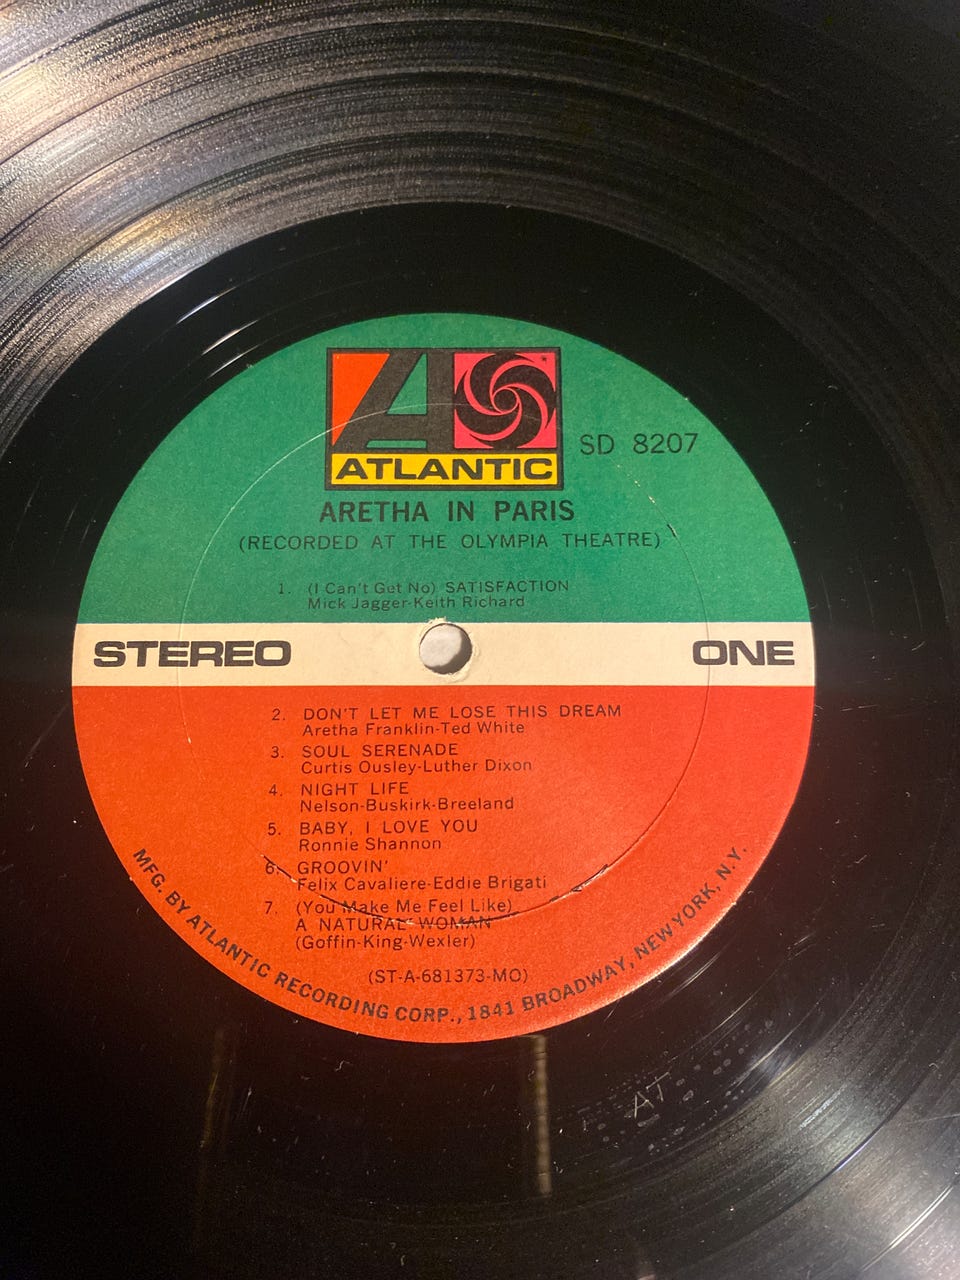 ATLANTIC
SD 8207
ARETHA IN PARIS
(RECORDED AT THE OLYMPIA THEATRE)
1. (I Can't Get No) SATISFACTION
Mick Jagger-Keith Richard
STEREO
ONE
2. DON'T LET ME LOSE THIS DREAM
Aretha Franklin-Ted White
3. SOUL SERENADE
Curtis Ousley-Luther Dixon
4. NIGHT LIFE
Nelson-Buskirk-Breeland
5. BABY, I LOVE YOU
Ronnie Shannon
6. GROOVIN'
Felix Cavaliere-Eddie Brigati
7. (You Make Me Feel Like)
A NATURAL WOMAN
(Goffin-King-Wexler)
(ST-A-681373-MO)
MFG. BY ATLANTIC RECORDING CORP., 1841 BROADWAY, NEW YORK, N.Y.
AT